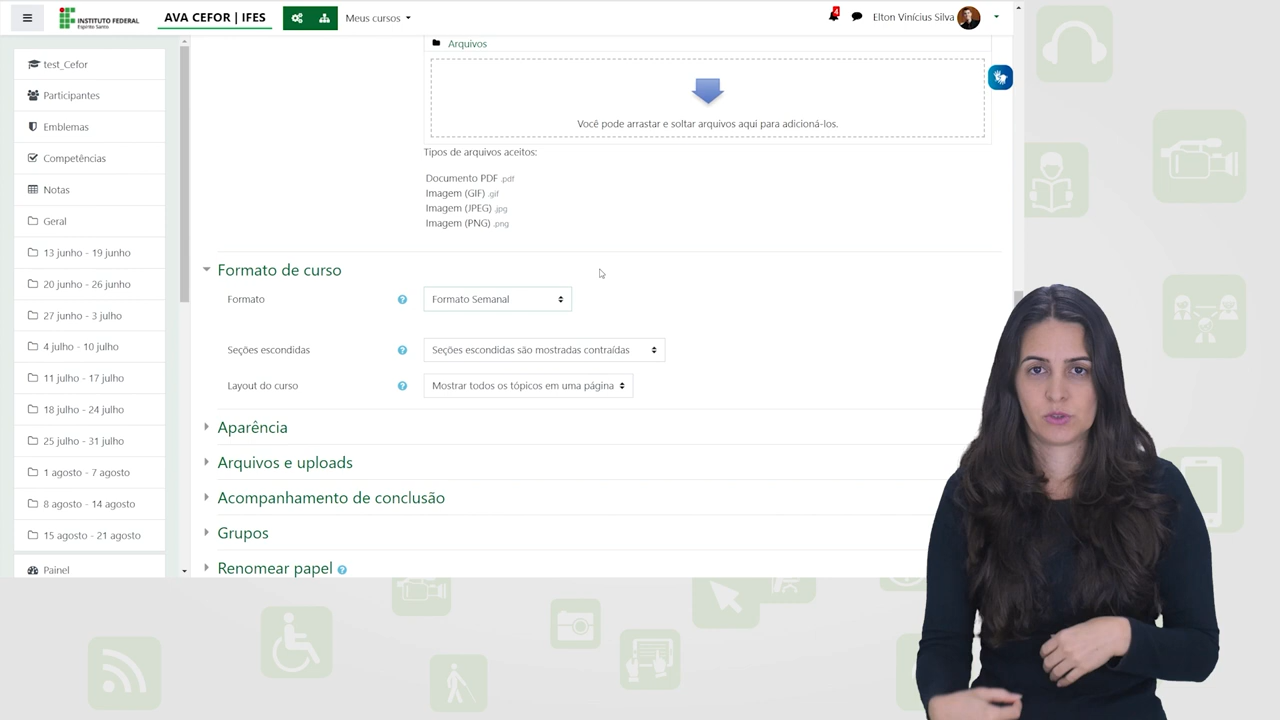 INSTITUTO FEDERAL
Espírito Santo
AVA CEFOR | IFES
Meus cursos
4
Elton Vinícius Silva
test_Cefor
Participantes
Emblemas
Competências
Notas
Geral
13 junho - 19 junho
20 junho - 26 junho
27 junho - 3 julho
4 julho - 10 julho
11 julho - 17 julho
18 julho - 24 julho
25 julho - 31 julho
1 agosto - 7 agosto
8 agosto - 14 agosto
15 agosto - 21 agosto
Painel
Arquivos
Você pode arrastar e soltar arquivos aqui para adicioná-los.
Tipos de arquivos aceitos:
Documento PDF .pdf
Imagem (GIF) .gif
Imagem (JPEG) .jpg
Imagem (PNG) .png
Formato de curso
Formato ? Formato Semanal
Seções escondidas ? Seções escondidas são mostradas contraídas
Layout do curso ? Mostrar todos os tópicos em uma página
Aparência
Arquivos e uploads
Acompanhamento de conclusão
Grupos
Renomear papel ?